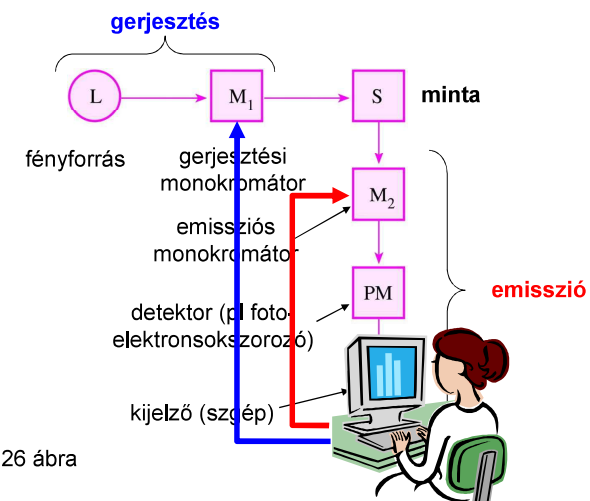 gerjesztés
L
M1
S
minta
fényforrás
gerjesztési
monokromátor
M2
emissziós
monokromátor
emisszió
PM
detektor (pl foto-
elektronsokszorozó)
kijelző (szgép)
26 ábra